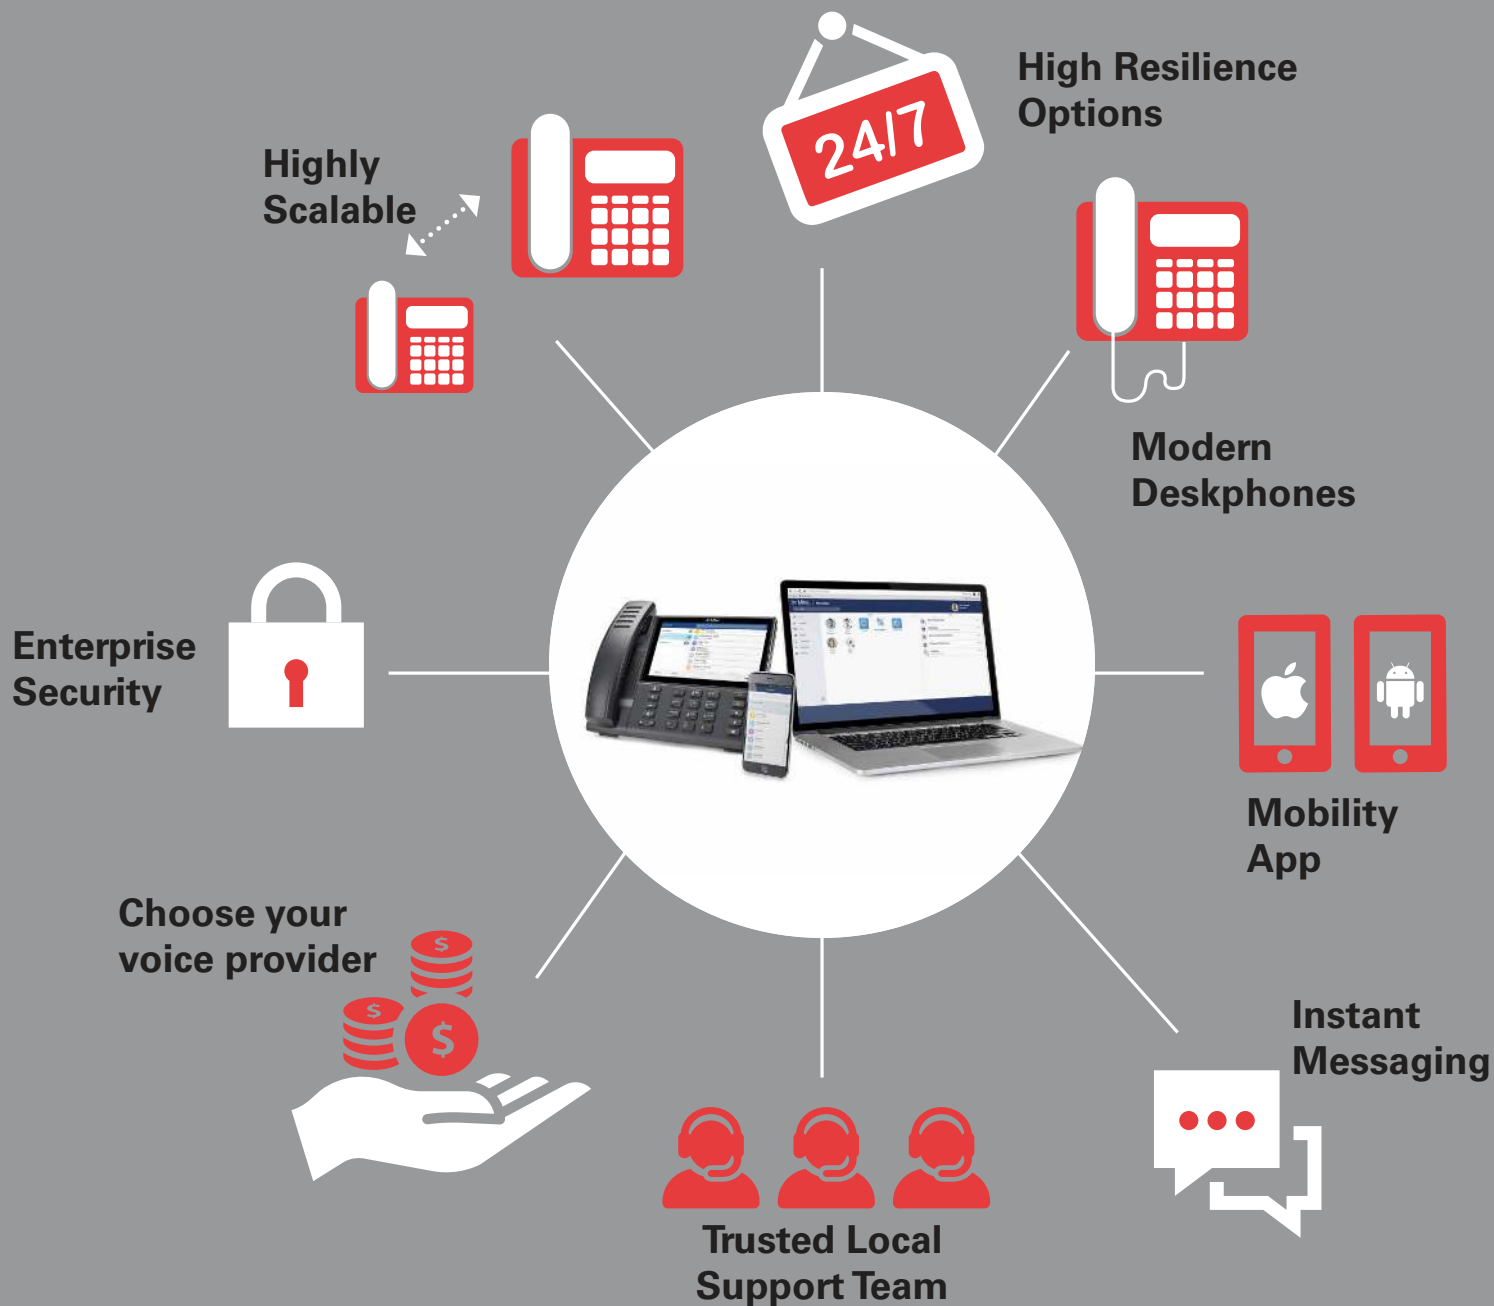 High Resilience
Options
24/7
Highly
Scalable
Modern
Deskphones
Enterprise
Security
Mobility
App
Choose your
voice provider
$
$
$
Instant
Messaging
Trusted Local
Support Team